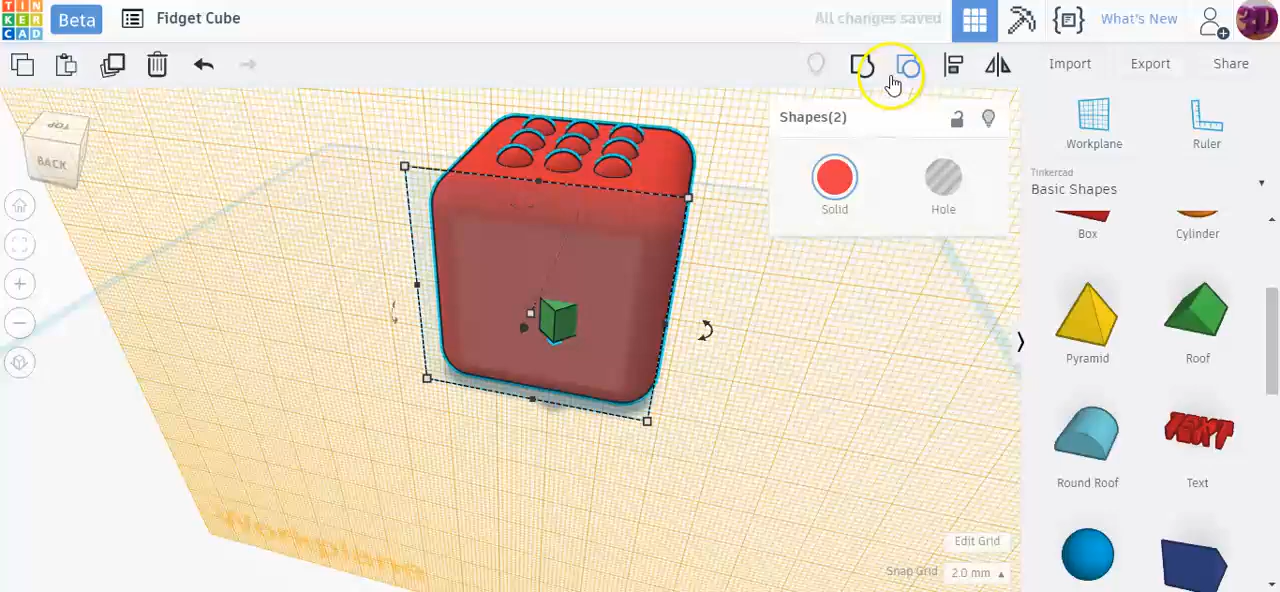 TIN
KER
CAD
Beta
Fidget Cube
All changes saved
What's New
Import
Export
Share
TOP
BACK
Shapes(2)
Solid
Hole
Workplane
Ruler
Tinkercad
Basic Shapes
Box
Cylinder
Pyramid
Roof
TEXT
Round Roof
Text
Workplane
Edit Grid
Snap Grid
2.0 mm